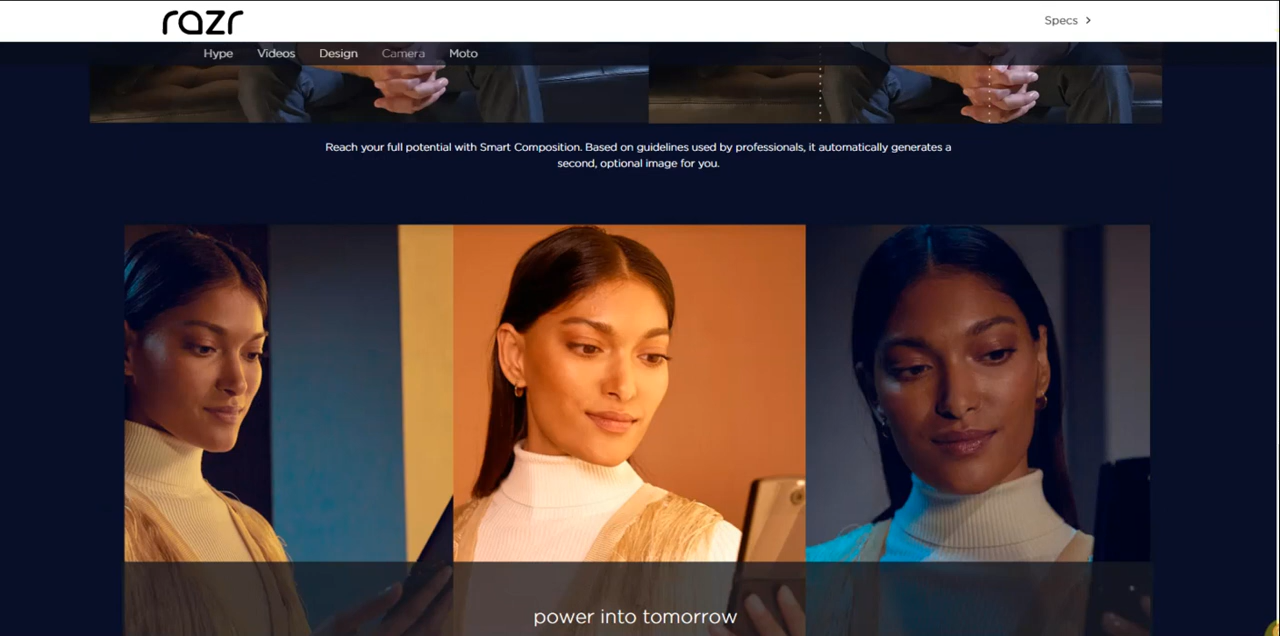 razr
Specs
Hype Videos Design Camera Moto
Reach your full potential with Smart Composition. Based on guidelines used by professionals, it automatically generates a
second, optional image for you.
power into tomorrow